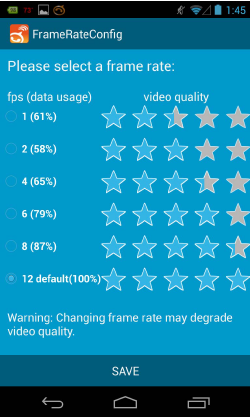 1:45
FrameRateConfig
Please select a frame rate:
fps (data usage) video quality
1 (61%)
2 (58%)
4 (65%)
6 (79%)
8 (87%)
12 default(100%)
Warning: Changing frame rate may degrade
video quality.
SAVE